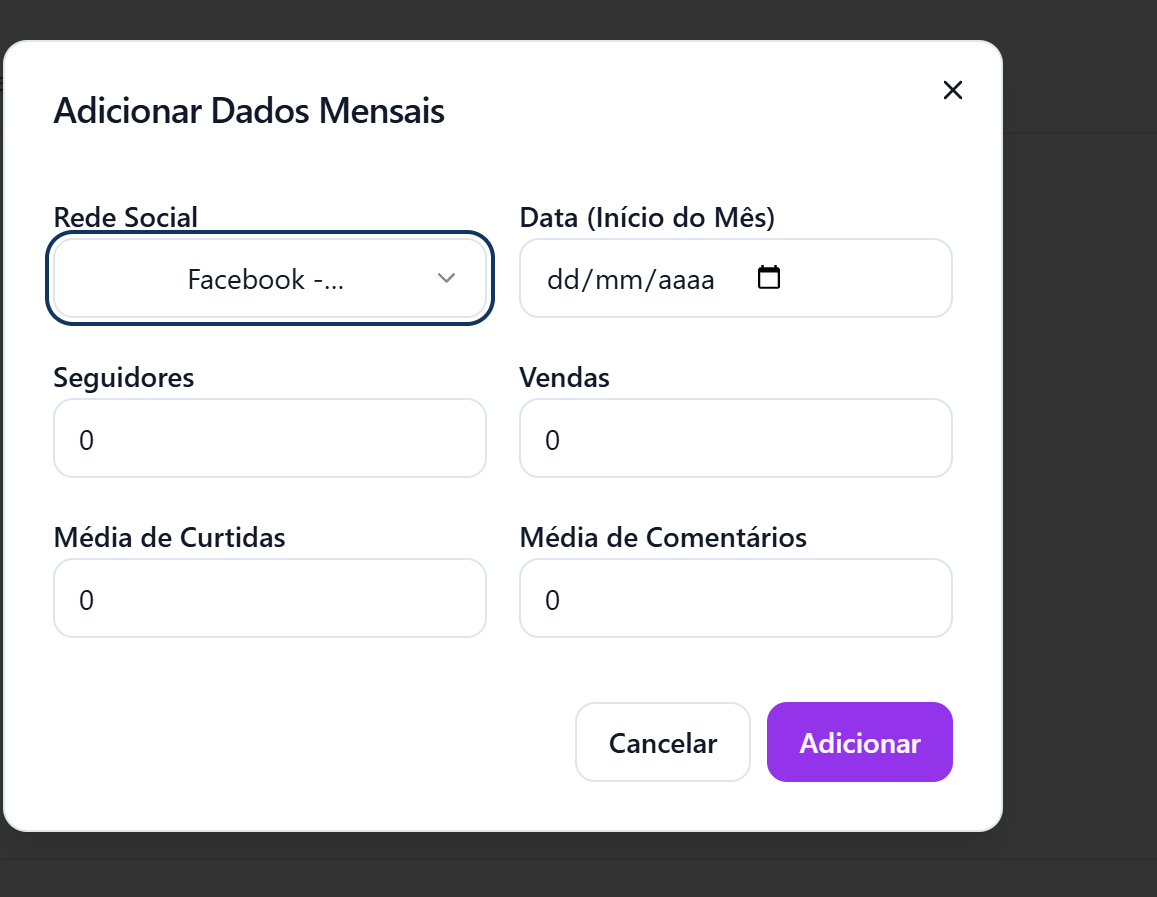 Adicionar Dados Mensais
Rede Social
Data (Início do Mês)
Facebook -...
dd/mm/aaaa
Seguidores
Vendas
0
0
Média de Curtidas
Média de Comentários
0
0
Cancelar
Adicionar